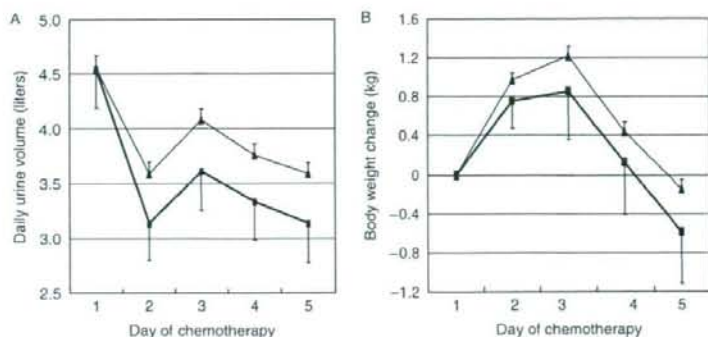 A
5.0
4.5
4.0
3.5
3.0
2.5
Daily urine volume (liters)
1 2 3 4 5
Day of chemotherapy
B
1.6
1.2
0.8
0.4
0
−0.4
−0.8
−1.2
Body weight change (kg)
1 2 3 4 5
Day of chemotherapy